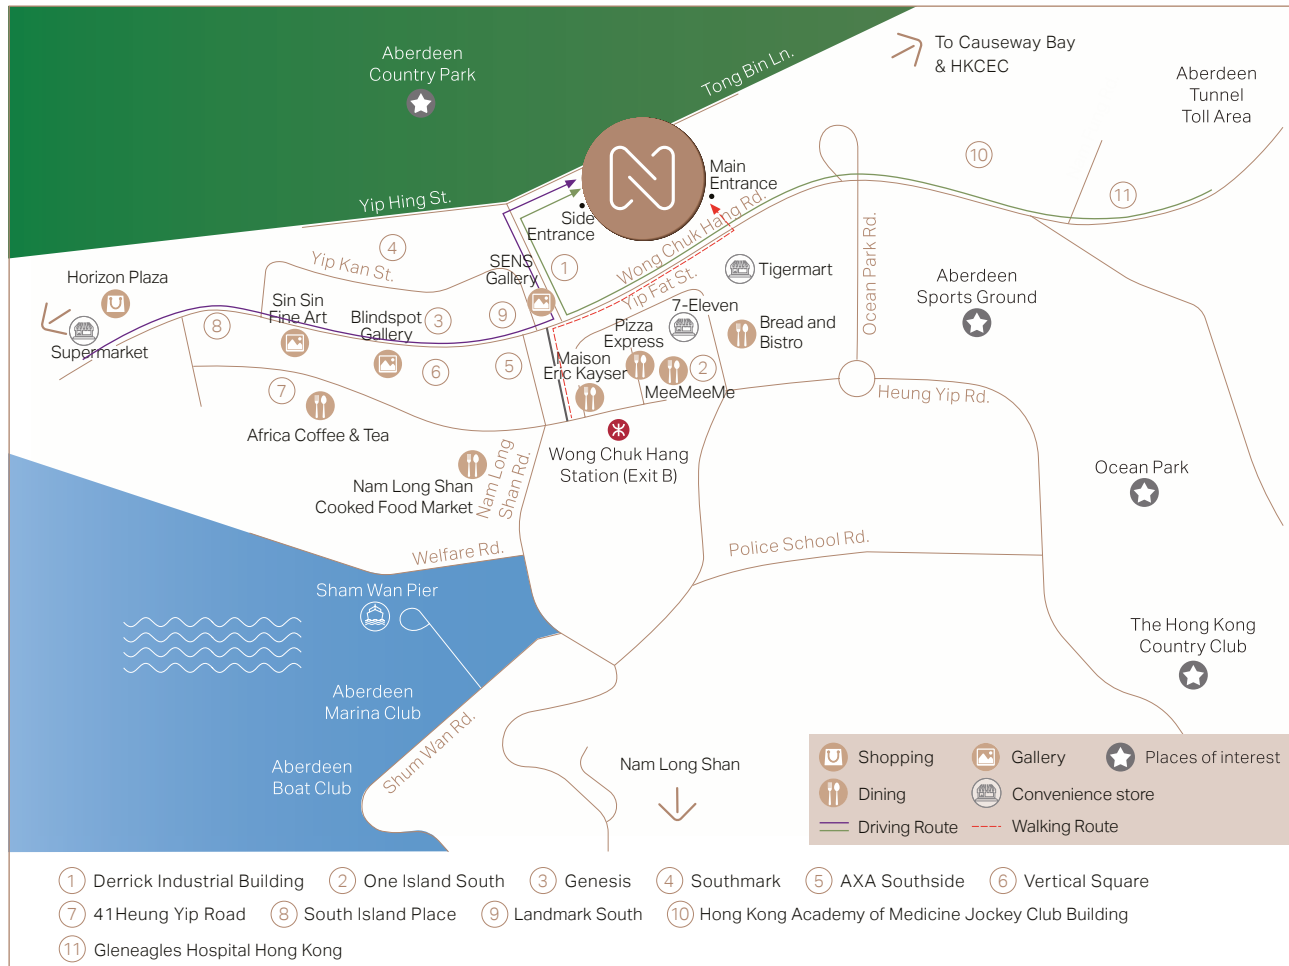 Aberdeen
Country Park
Tong Bin Ln.
To Causeway Bay
& HKCEC
Aberdeen
Tunnel
Toll Area
10
11
Main
Entrance
Yip Hing St.
Side
Entrance
4
Yip Kan St.
SENS
Gallery
1
Wong Chuk Hang Rd.
Yip Fat St.
Tigermart
Ocean Park Rd.
Aberdeen
Sports Ground
Horizon Plaza
Supermarket
8
Sin Sin
Fine Art
Blindspot
Gallery
3
9
7-Eleven
Pizza
Express
Bread and
Bistro
Maison
Eric Kayser
2
MeeMeeMe
6
5
7
Africa Coffee & Tea
Heung Yip Rd.
Wong Chuk Hang
Station (Exit B)
Nam Long
Shan Rd.
Nam Long Shan
Cooked Food Market
Ocean Park
Welfare Rd.
Police School Rd.
Sham Wan Pier
The Hong Kong
Country Club
Aberdeen
Marina Club
Shum Wan Rd.
Aberdeen
Boat Club
Nam Long Shan
Shopping
Gallery
Places of interest
Dining
Convenience store
Driving Route
Walking Route
1 Derrick Industrial Building 2 One Island South 3 Genesis 4 Southmark 5 AXA Southside 6 Vertical Square
7 41Heung Yip Road 8 South Island Place 9 Landmark South 10 Hong Kong Academy of Medicine Jockey Club Building
11 Gleneagles Hospital Hong Kong